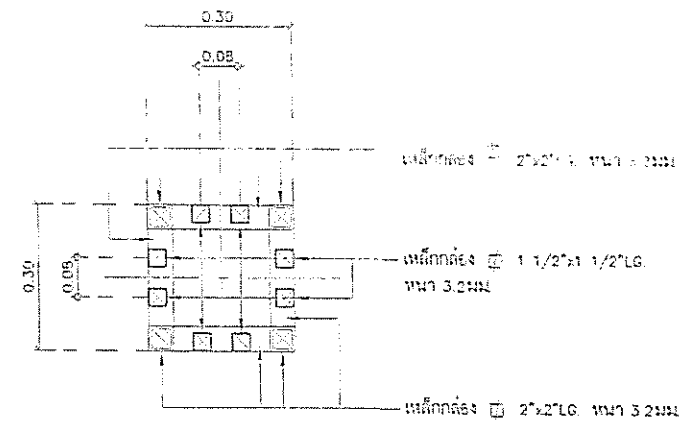 0.30
0.08
เหล็กกล่อง 2"x2" หนา
0.30
0.08
เหล็กกล่อง 1 1/2"x1 1/2"LG.
หนา 3.2มม.
เหล็กกล่อง 2"x2"LG. หนา 3.2มม.